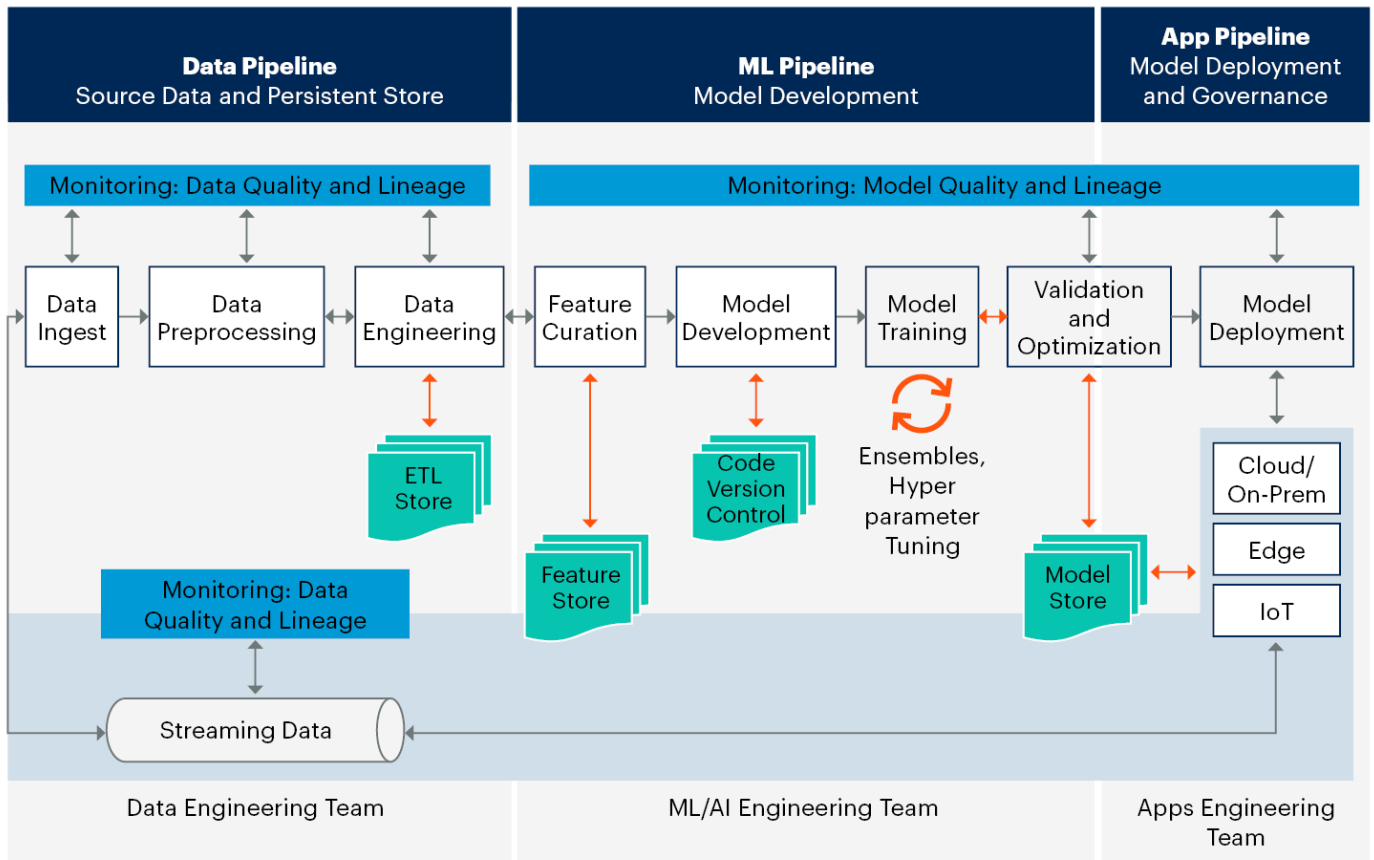 Data Pipeline
Source Data and Persistent Store
ML Pipeline
Model Development
App Pipeline
Model Deployment
and Governance
Monitoring: Data Quality and Lineage
Monitoring: Model Quality and Lineage
Data
Ingest
Data
Preprocessing
Data
Engineering
Feature
Curation
Model
Development
Model
Training
Validation
and
Optimization
Model
Deployment
ETL
Store
Code
Version
Control
Ensembles,
Hyper
parameter
Tuning
Cloud/
On-Prem
Edge
IoT
Feature
Store
Model
Store
Monitoring: Data
Quality and Lineage
Streaming Data
Data Engineering Team
ML/AI Engineering Team
Apps Engineering
Team